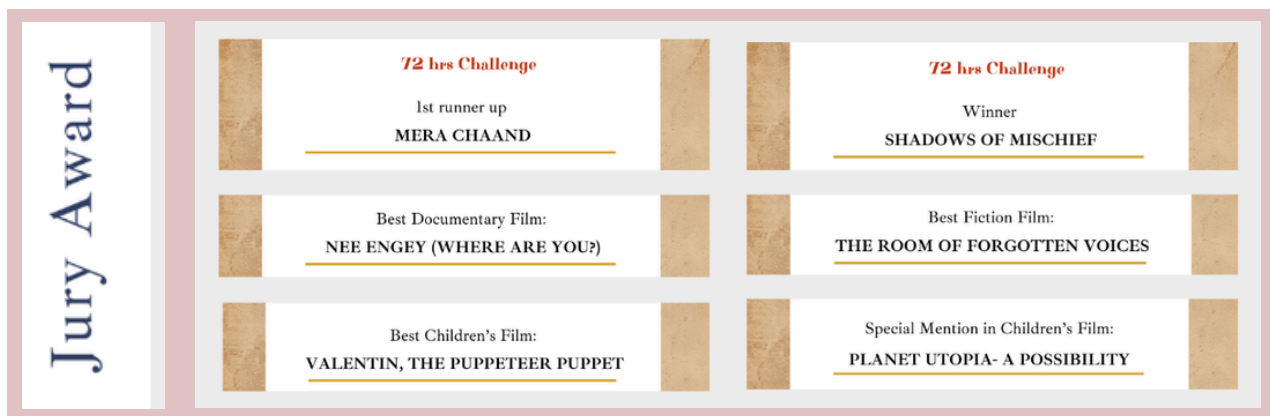 Jury Award
72 hrs Challenge
1st runner up
MERA CHAAND
72 hrs Challenge
Winner
SHADOWS OF MISCHIEF
Best Documentary Film:
NEE ENGEY (WHERE ARE YOU?)
Best Fiction Film:
THE ROOM OF FORGOTTEN VOICES
Best Children's Film:
VALENTIN, THE PUPPETEER PUPPET
Special Mention in Children's Film:
PLANET UTOPIA- A POSSIBILITY